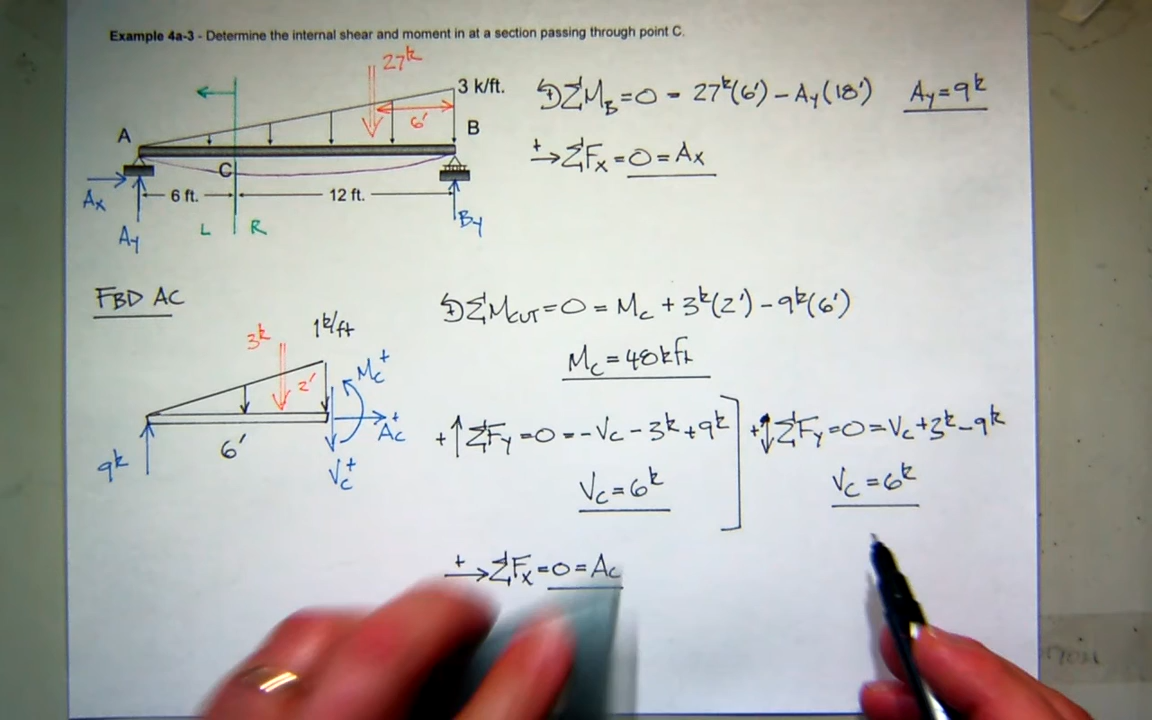 Example 4a-3 - Determine the internal shear and moment in at a section passing through point C.
27k
3 k/ft.
6'
A
B
C
6 ft.
12 ft.
Ax
Ay
By
L
R
ΣM_B = 0 = 27k(6') - Ay(18')
Ay = 9k
+→ ΣFx = 0 = Ax
FBD AC
3k
1k/ft
2'
Mc+
Ac+
Vc+
6'
9k
ΣM_CUT = 0 = Mc + 3k(2') - 9k(6')
Mc = 48kft
+↑ ΣFy = 0 = -Vc - 3k + 9k
Vc = 6k
+↓ ΣFy = 0 = Vc + 3k - 9k
Vc = 6k
+→ ΣFx = 0 = Ac